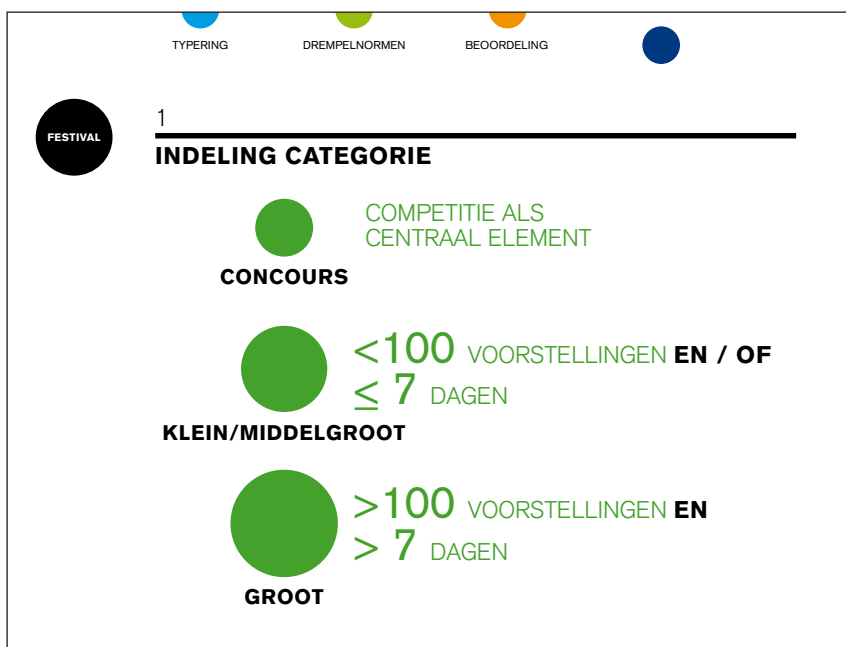 TYPERING
DREMPELNORMEN
BEOORDELING
FESTIVAL
1
INDELING CATEGORIE
COMPETITIE ALS
CENTRAAL ELEMENT
CONCOURS
<100 VOORSTELLINGEN EN / OF
≤ 7 DAGEN
KLEIN/MIDDELGROOT
>100 VOORSTELLINGEN EN
> 7 DAGEN
GROOT